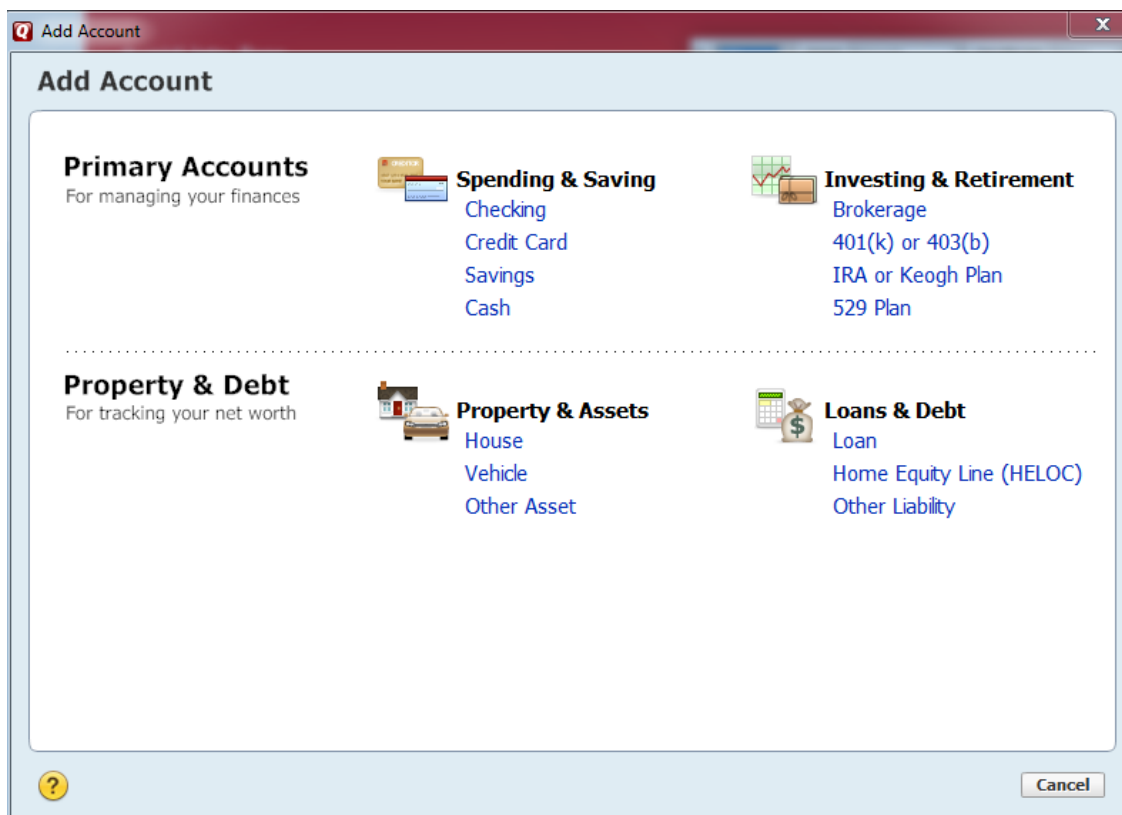 Add Account
Add Account
Primary Accounts
For managing your finances
Spending & Saving
Checking
Credit Card
Savings
Cash
Investing & Retirement
Brokerage
401(k) or 403(b)
IRA or Keogh Plan
529 Plan
Property & Debt
For tracking your net worth
Property & Assets
House
Vehicle
Other Asset
Loans & Debt
Loan
Home Equity Line (HELOC)
Other Liability
$
?
Cancel